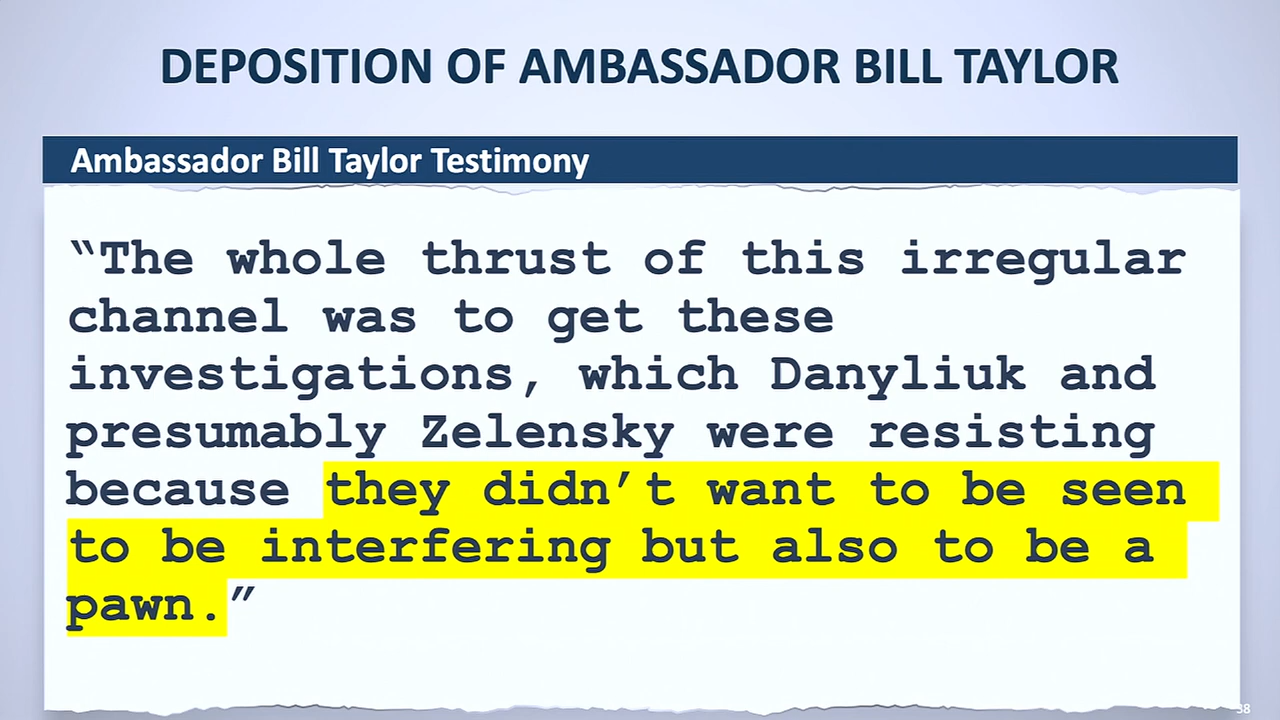 DEPOSITION OF AMBASSADOR BILL TAYLOR
Ambassador Bill Taylor Testimony
“The whole thrust of this irregular
channel was to get these
investigations, which Danyliuk and
presumably Zelensky were resisting
because they didn’t want to be seen
to be interfering but also to be a
pawn.”
38